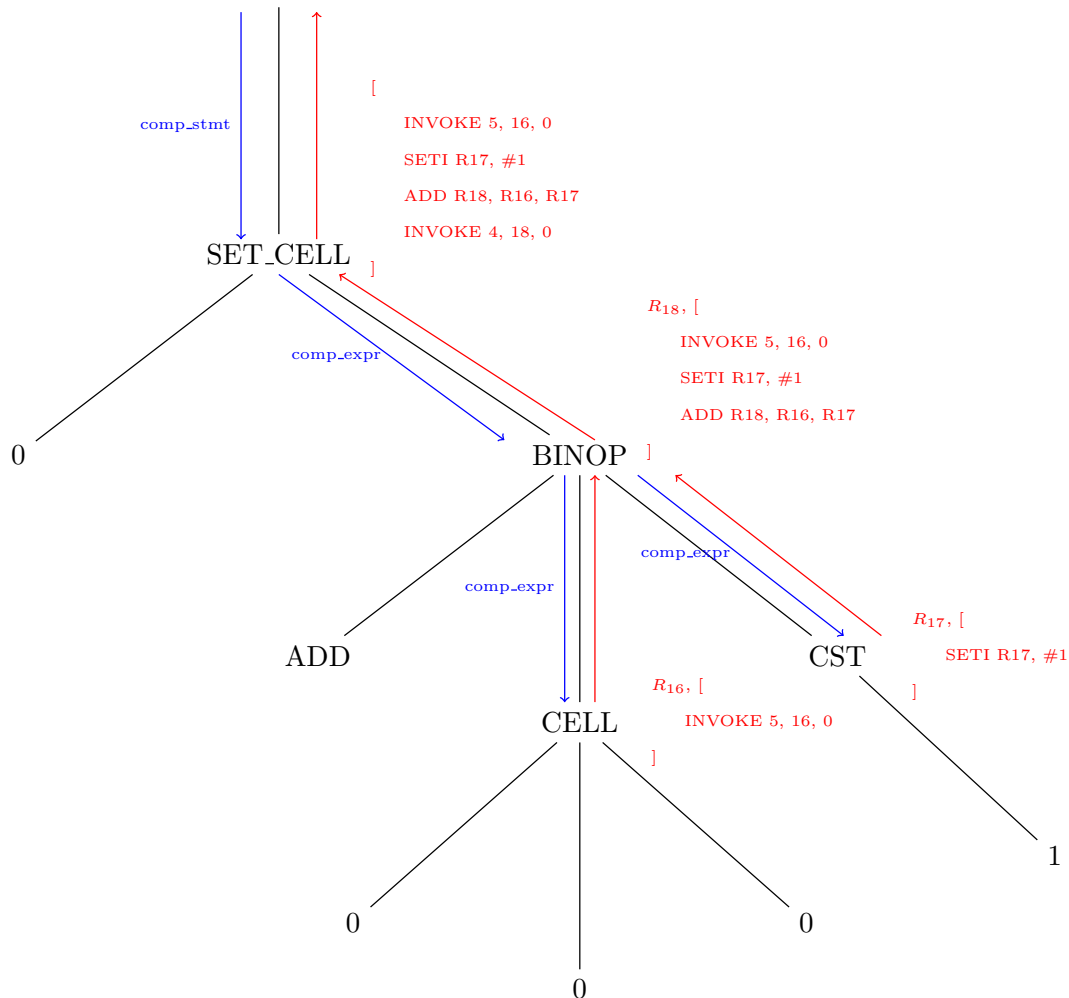 [
INVOKE 5, 16, 0
comp_stmt
SETI R17, #1
ADD R18, R16, R17
INVOKE 4, 18, 0
SET_CELL
]
R18, [
INVOKE 5, 16, 0
comp_expr
SETI R17, #1
ADD R18, R16, R17
]
0
BINOP
comp_expr
comp_expr
R17, [
SETI R17, #1
]
ADD
CST
R16, [
INVOKE 5, 16, 0
]
CELL
1
0
0
0